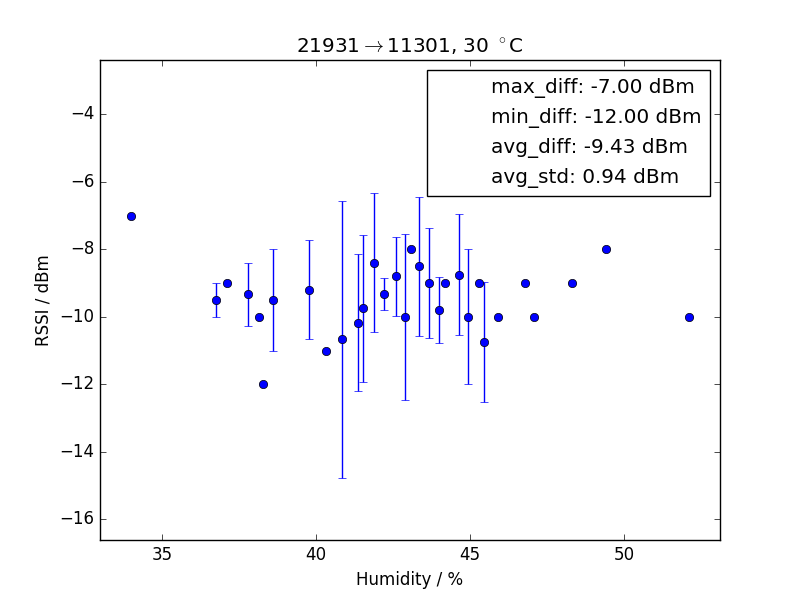 21931→11301, 30 °C
max_diff: -7.00 dBm
min_diff: -12.00 dBm
avg_diff: -9.43 dBm
avg_std: 0.94 dBm
RSSI / dBm
−4
−6
−8
−10
−12
−14
−16
35 40 45 50
Humidity / %